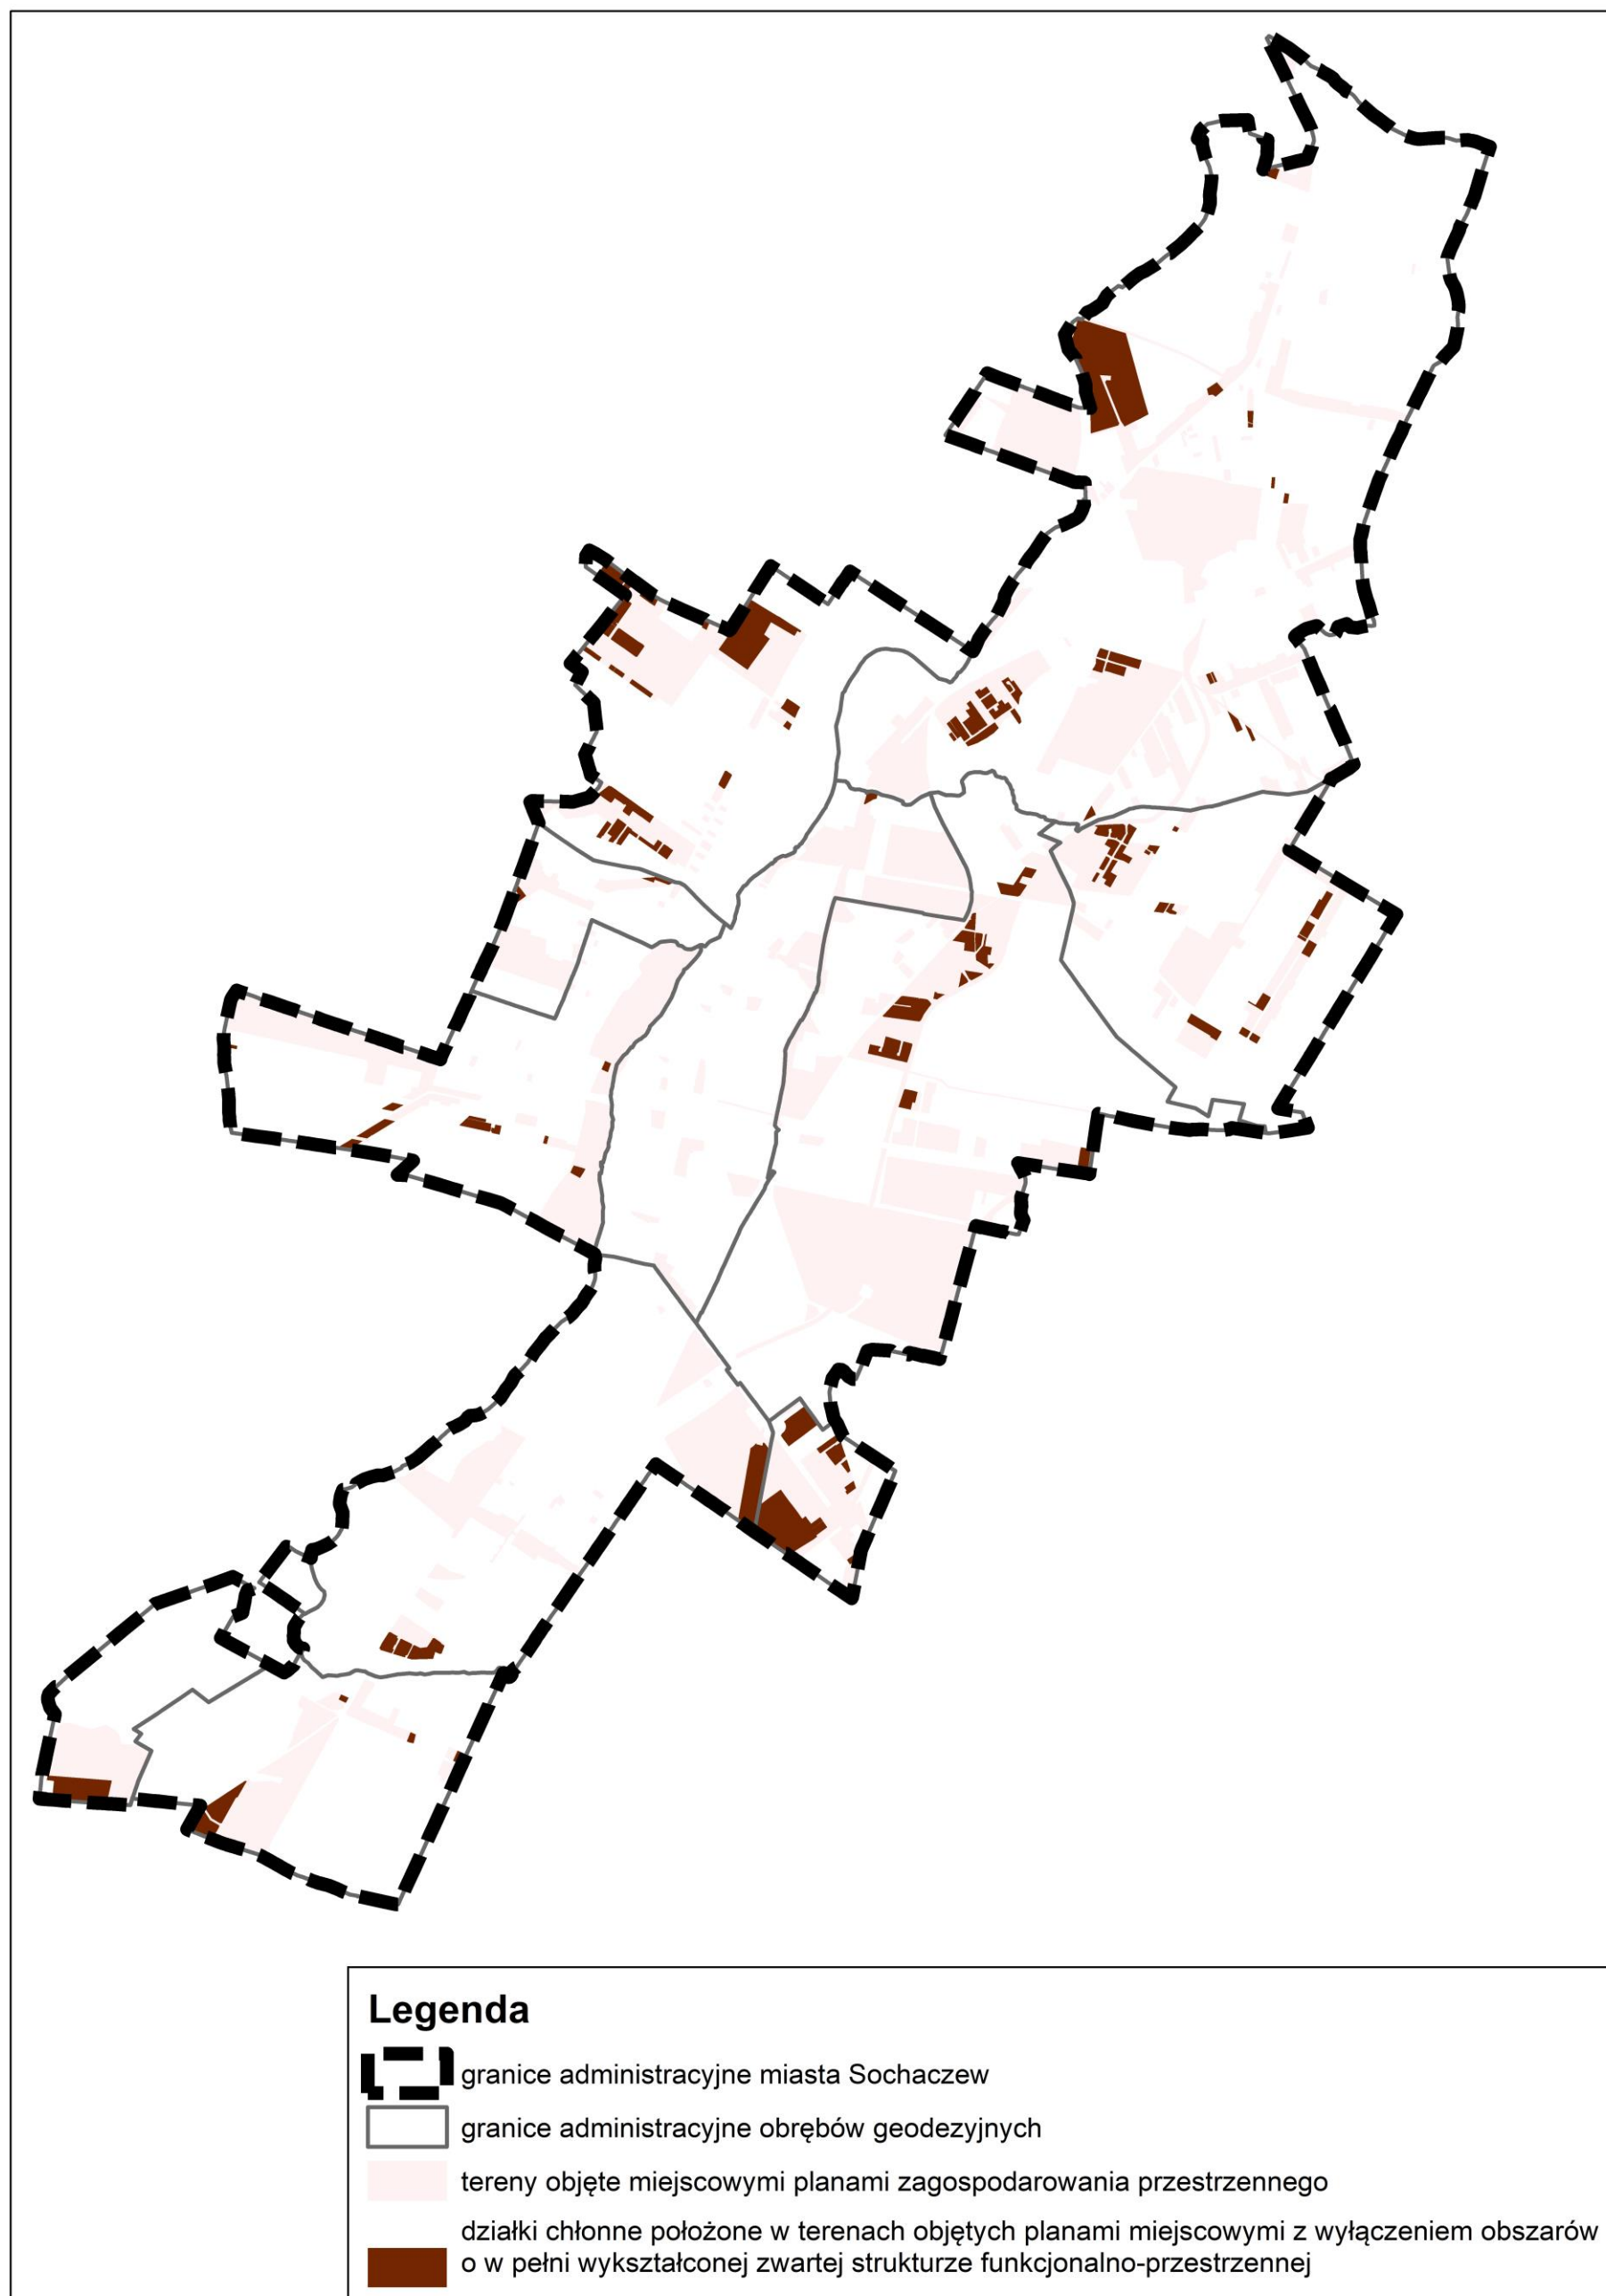 Legenda
granice administracyjne miasta Sochaczew
granice administracyjne obrębów geodezyjnych
tereny objęte miejscowymi planami zagospodarowania przestrzennego
działki chłonne położone w terenach objętych planami miejscowymi z wyłączeniem obszarów
o w pełni wykształconej zwartej strukturze funkcjonalno-przestrzennej